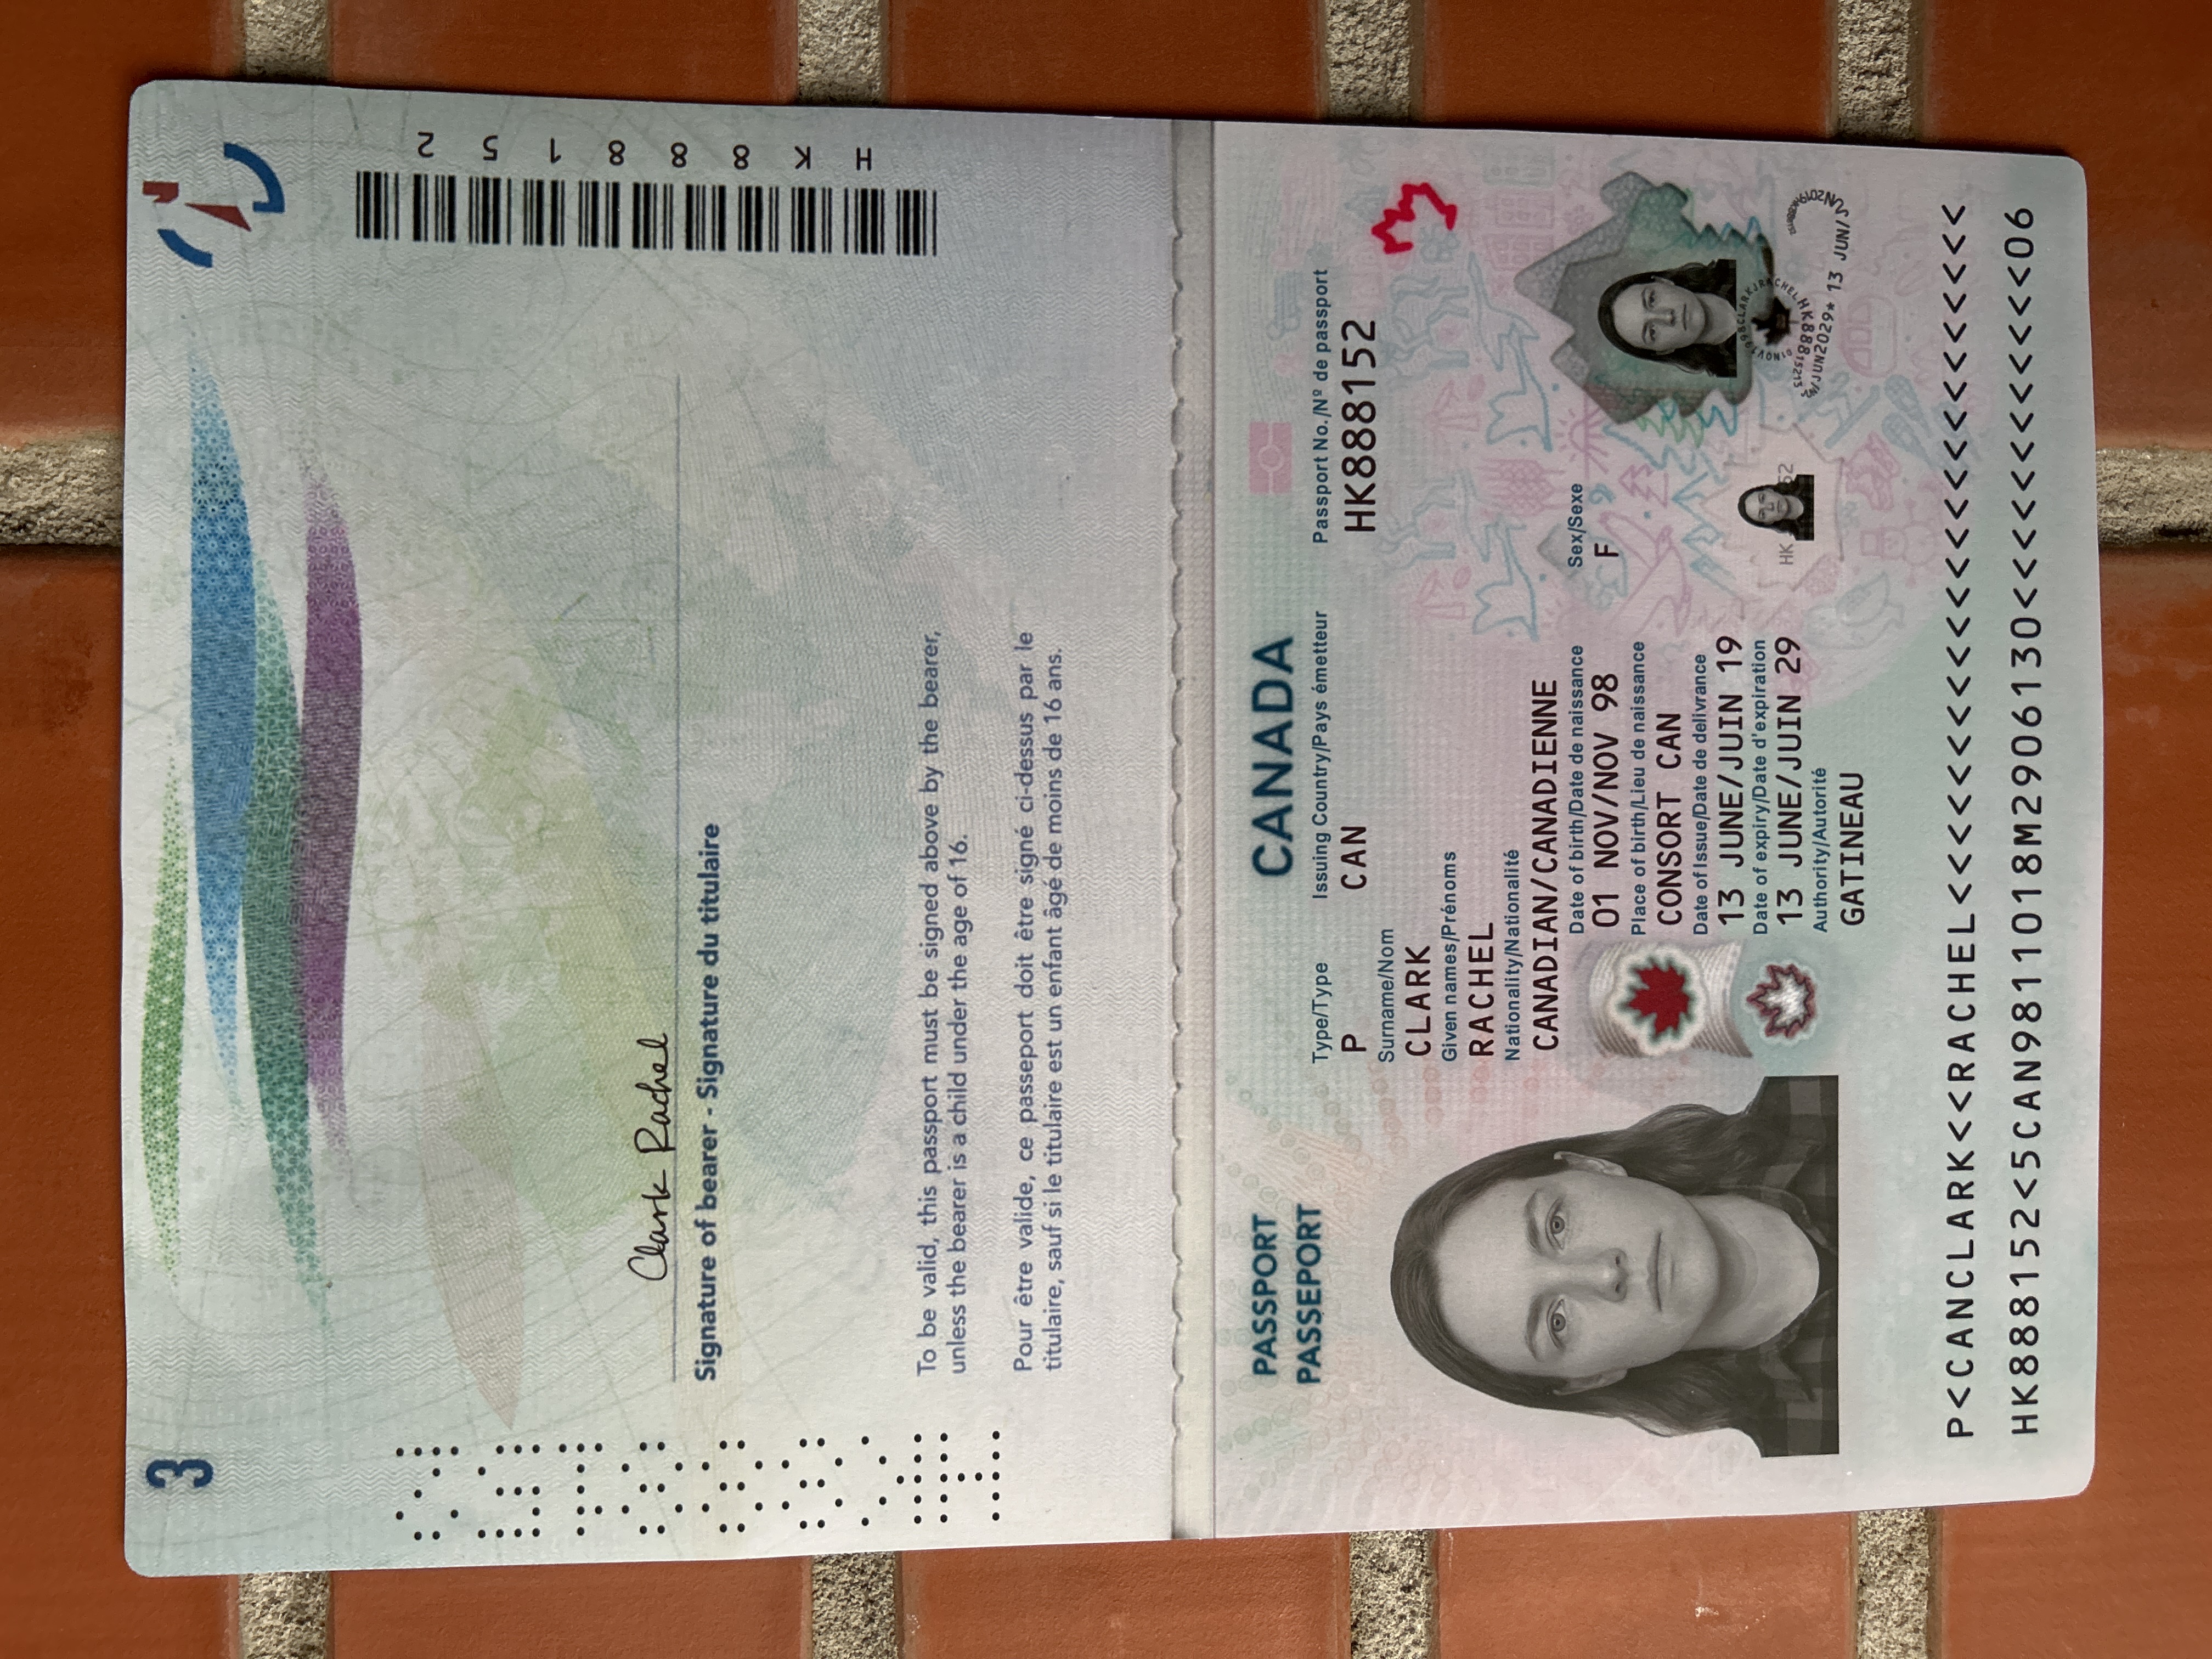 3
HK888152
Clark Rachel
Signature of bearer - Signature du titulaire
To be valid, this passport must be signed above by the bearer,
unless the bearer is a child under the age of 16.
Pour être valide, ce passeport doit être signé ci-dessus par le
titulaire, sauf si le titulaire est un enfant âgé de moins de 16 ans.
PASSPORT
PASSEPORT
CANADA
Type/Type Issuing Country/Pays émetteur Passport No./Nº de passport
P CAN HK888152
Surname/Nom
CLARK
Given names/Prénoms
RACHEL
Nationality/Nationalité
CANADIAN/CANADIENNE
Date of birth/Date de naissance Sex/Sexe
01 NOV/NOV 98 F
Place of birth/Lieu de naissance
CONSORT CAN
Date of Issue/Date de delivrance
13 JUNE/JUIN 19
Date of expiry/Date d'expiration
13 JUNE/JUIN 29
HK 52
Authority/Autorité
GATINEAU
P<CANCLARK<<RACHEL<<<<<<<<<<<<<<<<<<<<<<<<
HK888152<5CAN9811018M2906130<<<<<<<<<<<<06